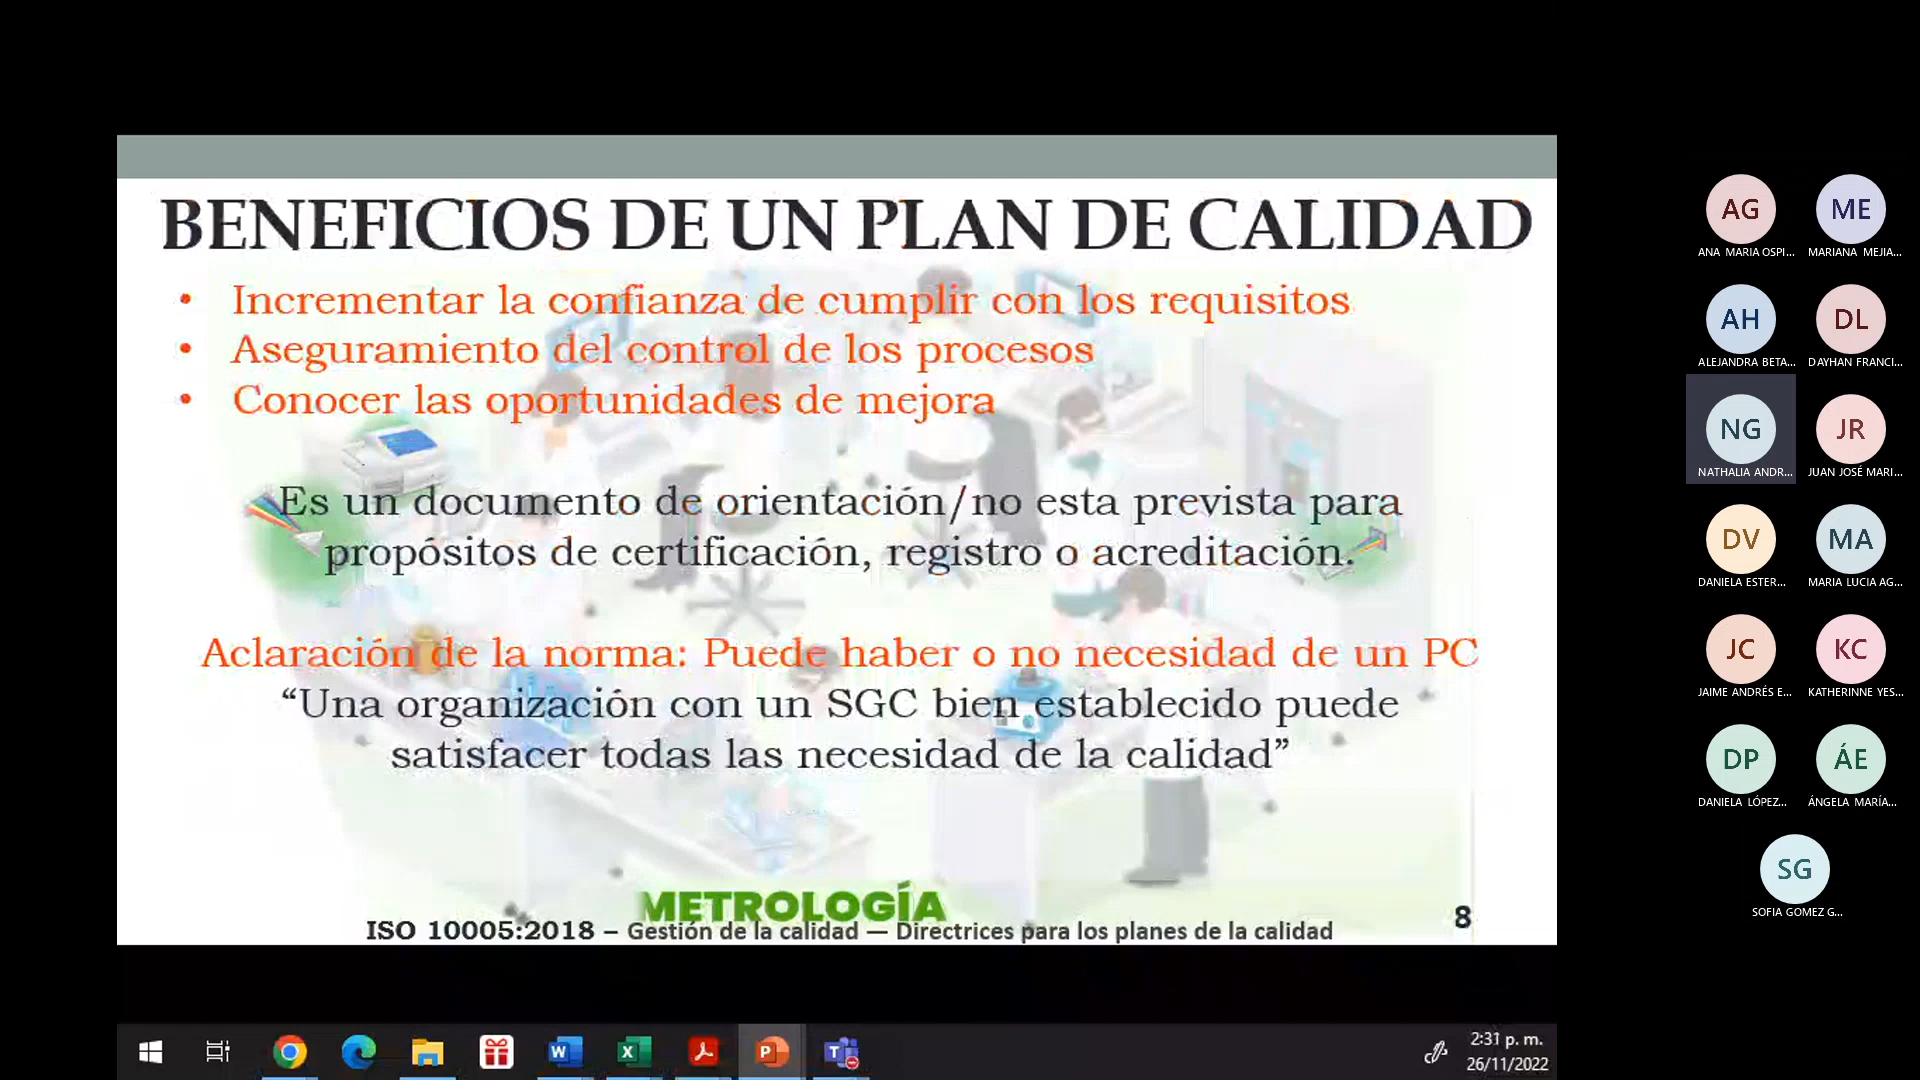 BENEFICIOS DE UN PLAN DE CALIDAD
• Incrementar la confianza de cumplir con los requisitos
• Aseguramiento del control de los procesos
• Conocer las oportunidades de mejora
Es un documento de orientación/no esta prevista para
propósitos de certificación, registro o acreditación.
Aclaración de la norma: Puede haber o no necesidad de un PC
“Una organización con un SGC bien establecido puede
satisfacer todas las necesidad de la calidad”
METROLOGÍA
ISO 10005:2018 – Gestión de la calidad — Directrices para los planes de la calidad
8
AG
ANA MARIA OSPI...
ME
MARIANA MEJIA...
AH
ALEJANDRA BETA...
DL
DAYHAN FRANCI...
NG
NATHALIA ANDR...
JR
JUAN JOSÉ MARI...
DV
DANIELA ESTER...
MA
MARIA LUCIA AG...
JC
JAIME ANDRÉS E...
KC
KATHERINNE YES...
DP
DANIELA LÓPEZ...
ÁE
ÁNGELA MARÍA...
SG
SOFIA GOMEZ G...
2:31 p. m.
26/11/2022